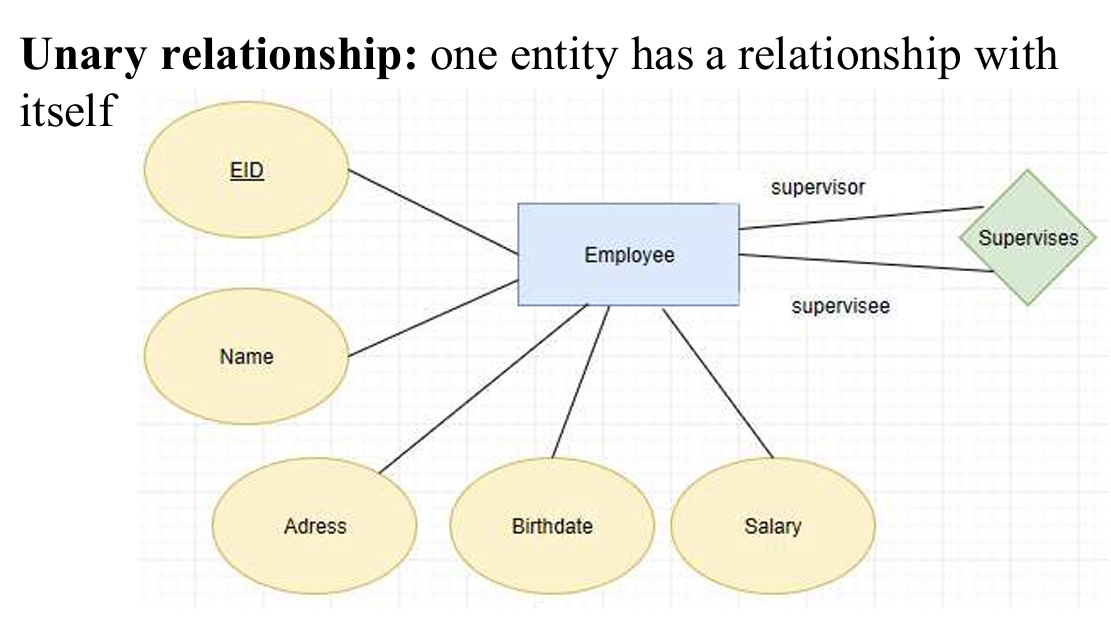 Unary relationship: one entity has a relationship with
itself
EID
supervisor
Supervises
Employee
supervisee
Name
Adress
Birthdate
Salary